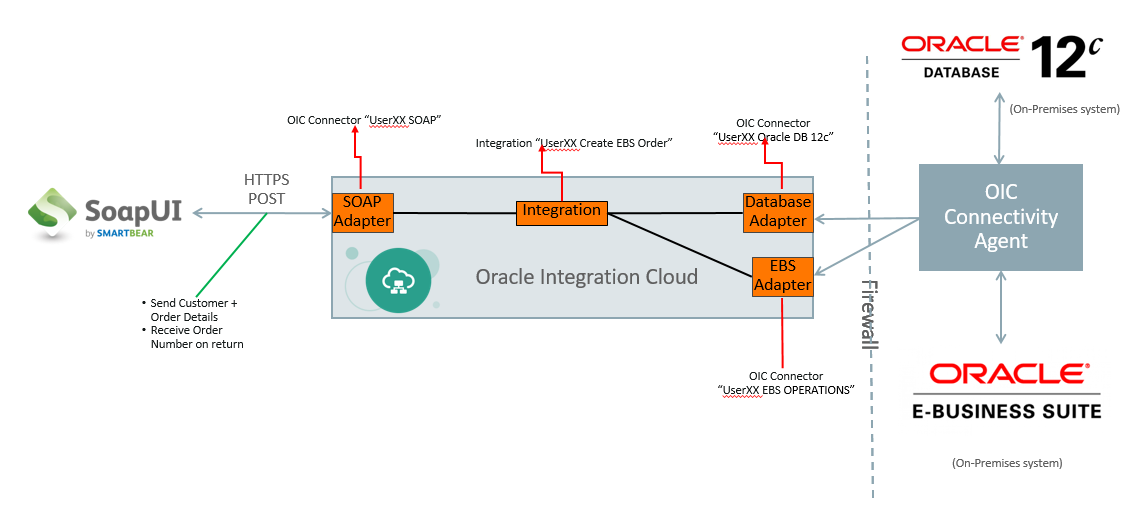 ORACLE
DATABASE
12c
(On-Premises system)
OIC Connector “UserXX SOAP”
Integration “UserXX Create EBS Order”
OIC Connector
“UserXX Oracle DB 12c”
HTTPS
POST
SoapUI
by SMARTBEAR
SOAP
Adapter
Integration
Database
Adapter
OIC
Connectivity
Agent
Oracle Integration Cloud
EBS
Adapter
Firewall
• Send Customer +
Order Details
• Receive Order
Number on return
OIC Connector
“UserXX EBS OPERATIONS”
ORACLE
E-BUSINESS SUITE
(On-Premises system)